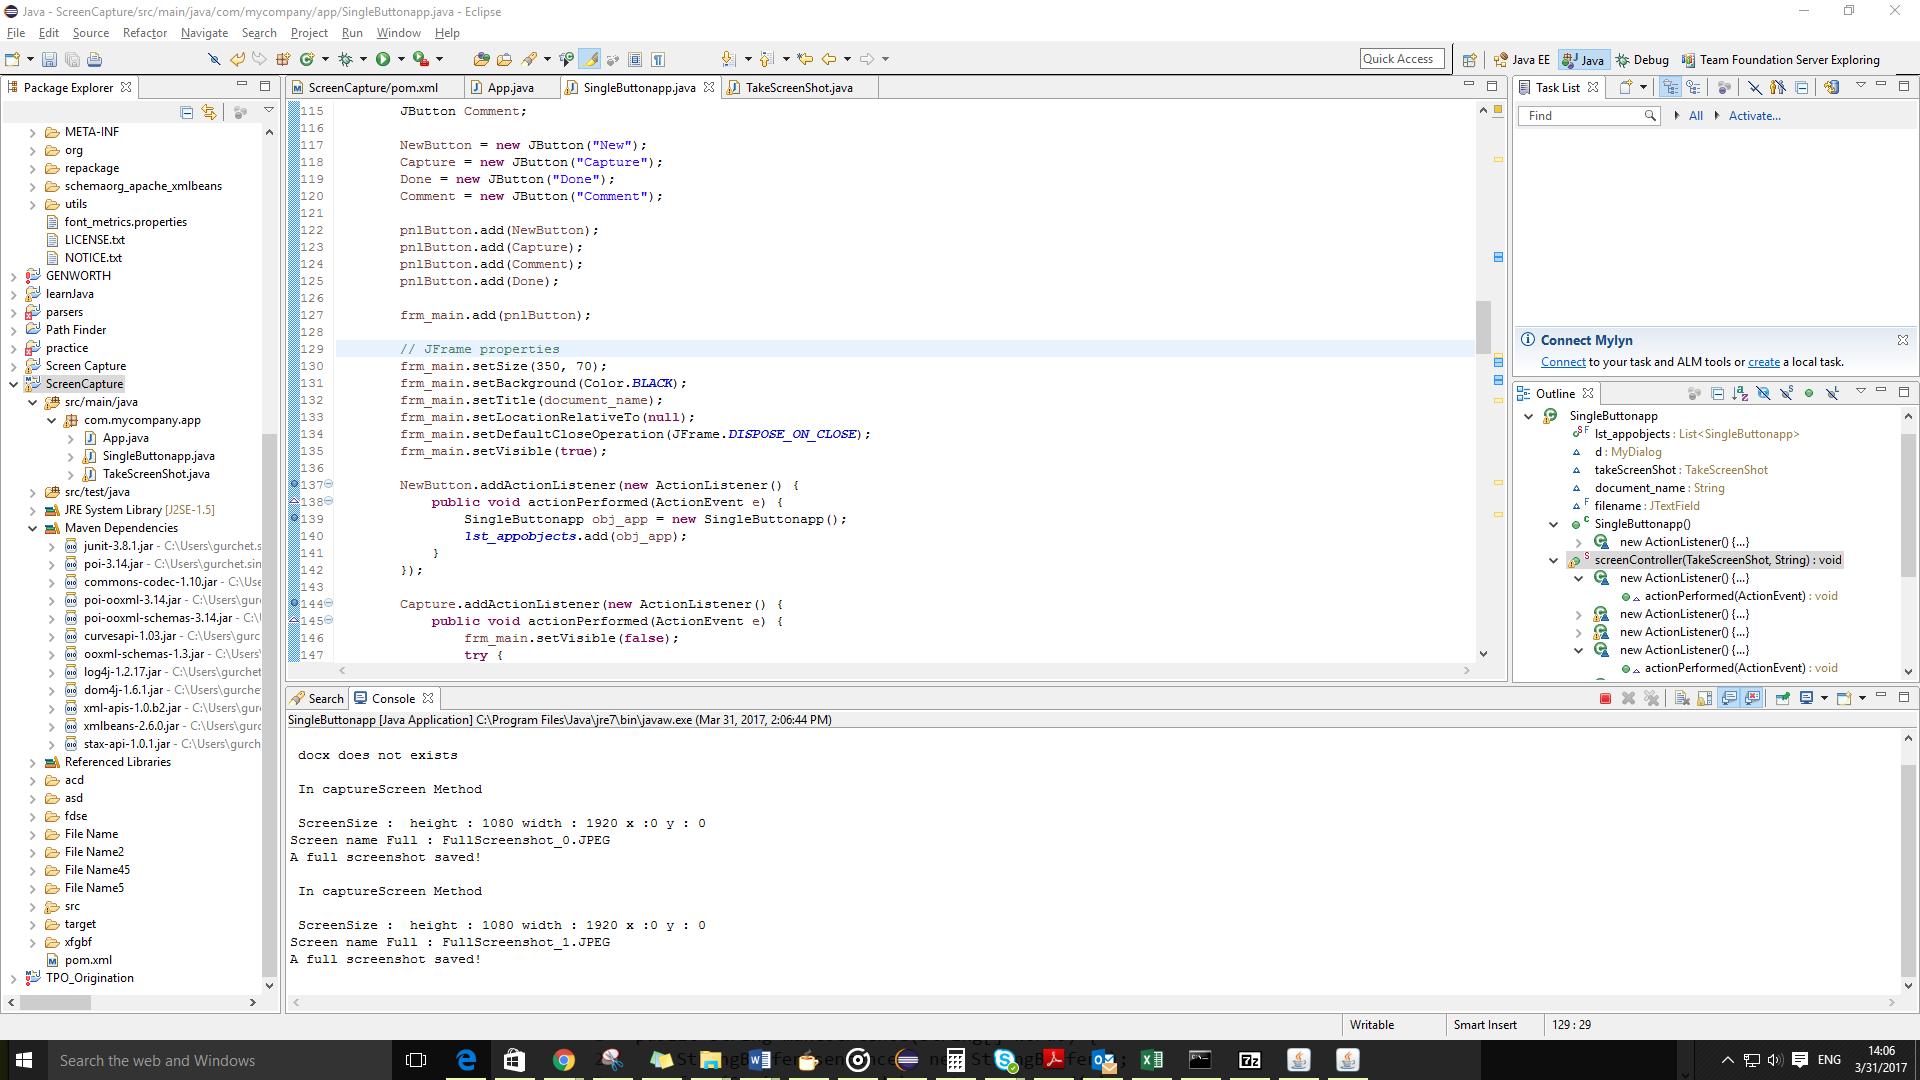 Java - ScreenCapture/src/main/java/com/mycompany/app/SingleButtonapp.java - Eclipse
File Edit Source Refactor Navigate Search Project Run Window Help
Quick Access
Java EE
Java
Debug
Team Foundation Server Exploring
Package Explorer
META-INF
org
repackage
schemaorg_apache_xmlbeans
utils
font_metrics.properties
LICENSE.txt
NOTICE.txt
GENWORTH
learnJava
parsers
Path Finder
practice
Screen Capture
ScreenCapture
src/main/java
com.mycompany.app
App.java
SingleButtonapp.java
TakeScreenShot.java
src/test/java
JRE System Library [J2SE-1.5]
Maven Dependencies
junit-3.8.1.jar - C:\Users\gurchet.s
poi-3.14.jar - C:\Users\gurchet.sin
commons-codec-1.10.jar - C:\Users
poi-ooxml-3.14.jar - C:\Users\gurc
poi-ooxml-schemas-3.14.jar - C:\U
curvesapi-1.03.jar - C:\Users\gurc
ooxml-schemas-1.3.jar - C:\Users\g
log4j-1.2.17.jar - C:\Users\gurchet
dom4j-1.6.1.jar - C:\Users\gurchet
xml-apis-1.0.b2.jar - C:\Users\gurc
xmlbeans-2.6.0.jar - C:\Users\gurc
stax-api-1.0.1.jar - C:\Users\gurch
Referenced Libraries
acd
asd
fdse
File Name
File Name2
File Name45
File Name5
src
target
xfgbf
pom.xml
TPO_Origination
ScreenCapture/pom.xml
App.java
SingleButtonapp.java
TakeScreenShot.java
115 JButton Comment;
116
117 NewButton = new JButton("New");
118 Capture = new JButton("Capture");
119 Done = new JButton("Done");
120 Comment = new JButton("Comment");
121
122 pnlButton.add(NewButton);
123 pnlButton.add(Capture);
124 pnlButton.add(Comment);
125 pnlButton.add(Done);
126
127 frm_main.add(pnlButton);
128
129 // JFrame properties
130 frm_main.setSize(350, 70);
131 frm_main.setBackground(Color.BLACK);
132 frm_main.setTitle(document_name);
133 frm_main.setLocationRelativeTo(null);
134 frm_main.setDefaultCloseOperation(JFrame.DISPOSE_ON_CLOSE);
135 frm_main.setVisible(true);
136
137 NewButton.addActionListener(new ActionListener() {
138 public void actionPerformed(ActionEvent e) {
139 SingleButtonapp obj_app = new SingleButtonapp();
140 lst_appobjects.add(obj_app);
141 }
142 });
143
144 Capture.addActionListener(new ActionListener() {
145 public void actionPerformed(ActionEvent e) {
146 frm_main.setVisible(false);
147 try {
Task List
Find
All
Activate...
Connect Mylyn
Connect to your task and ALM tools or create a local task.
Outline
SingleButtonapp
lst_appobjects : List<SingleButtonapp>
d : MyDialog
takeScreenShot : TakeScreenShot
document_name : String
filename : JTextField
SingleButtonapp()
new ActionListener() {...}
screenController(TakeScreenShot, String) : void
new ActionListener() {...}
actionPerformed(ActionEvent) : void
new ActionListener() {...}
new ActionListener() {...}
new ActionListener() {...}
actionPerformed(ActionEvent) : void
Search
Console
SingleButtonapp [Java Application] C:\Program Files\Java\jre7\bin\javaw.exe (Mar 31, 2017, 2:06:44 PM)
docx does not exists
In captureScreen Method
ScreenSize :  height : 1080 width : 1920 x :0 y : 0
Screen name Full : FullScreenshot_0.JPEG
A full screenshot saved!
In captureScreen Method
ScreenSize :  height : 1080 width : 1920 x :0 y : 0
Screen name Full : FullScreenshot_1.JPEG
A full screenshot saved!
Writable
Smart Insert
129 : 29
Search the web and Windows
ENG
14:06
3/31/2017